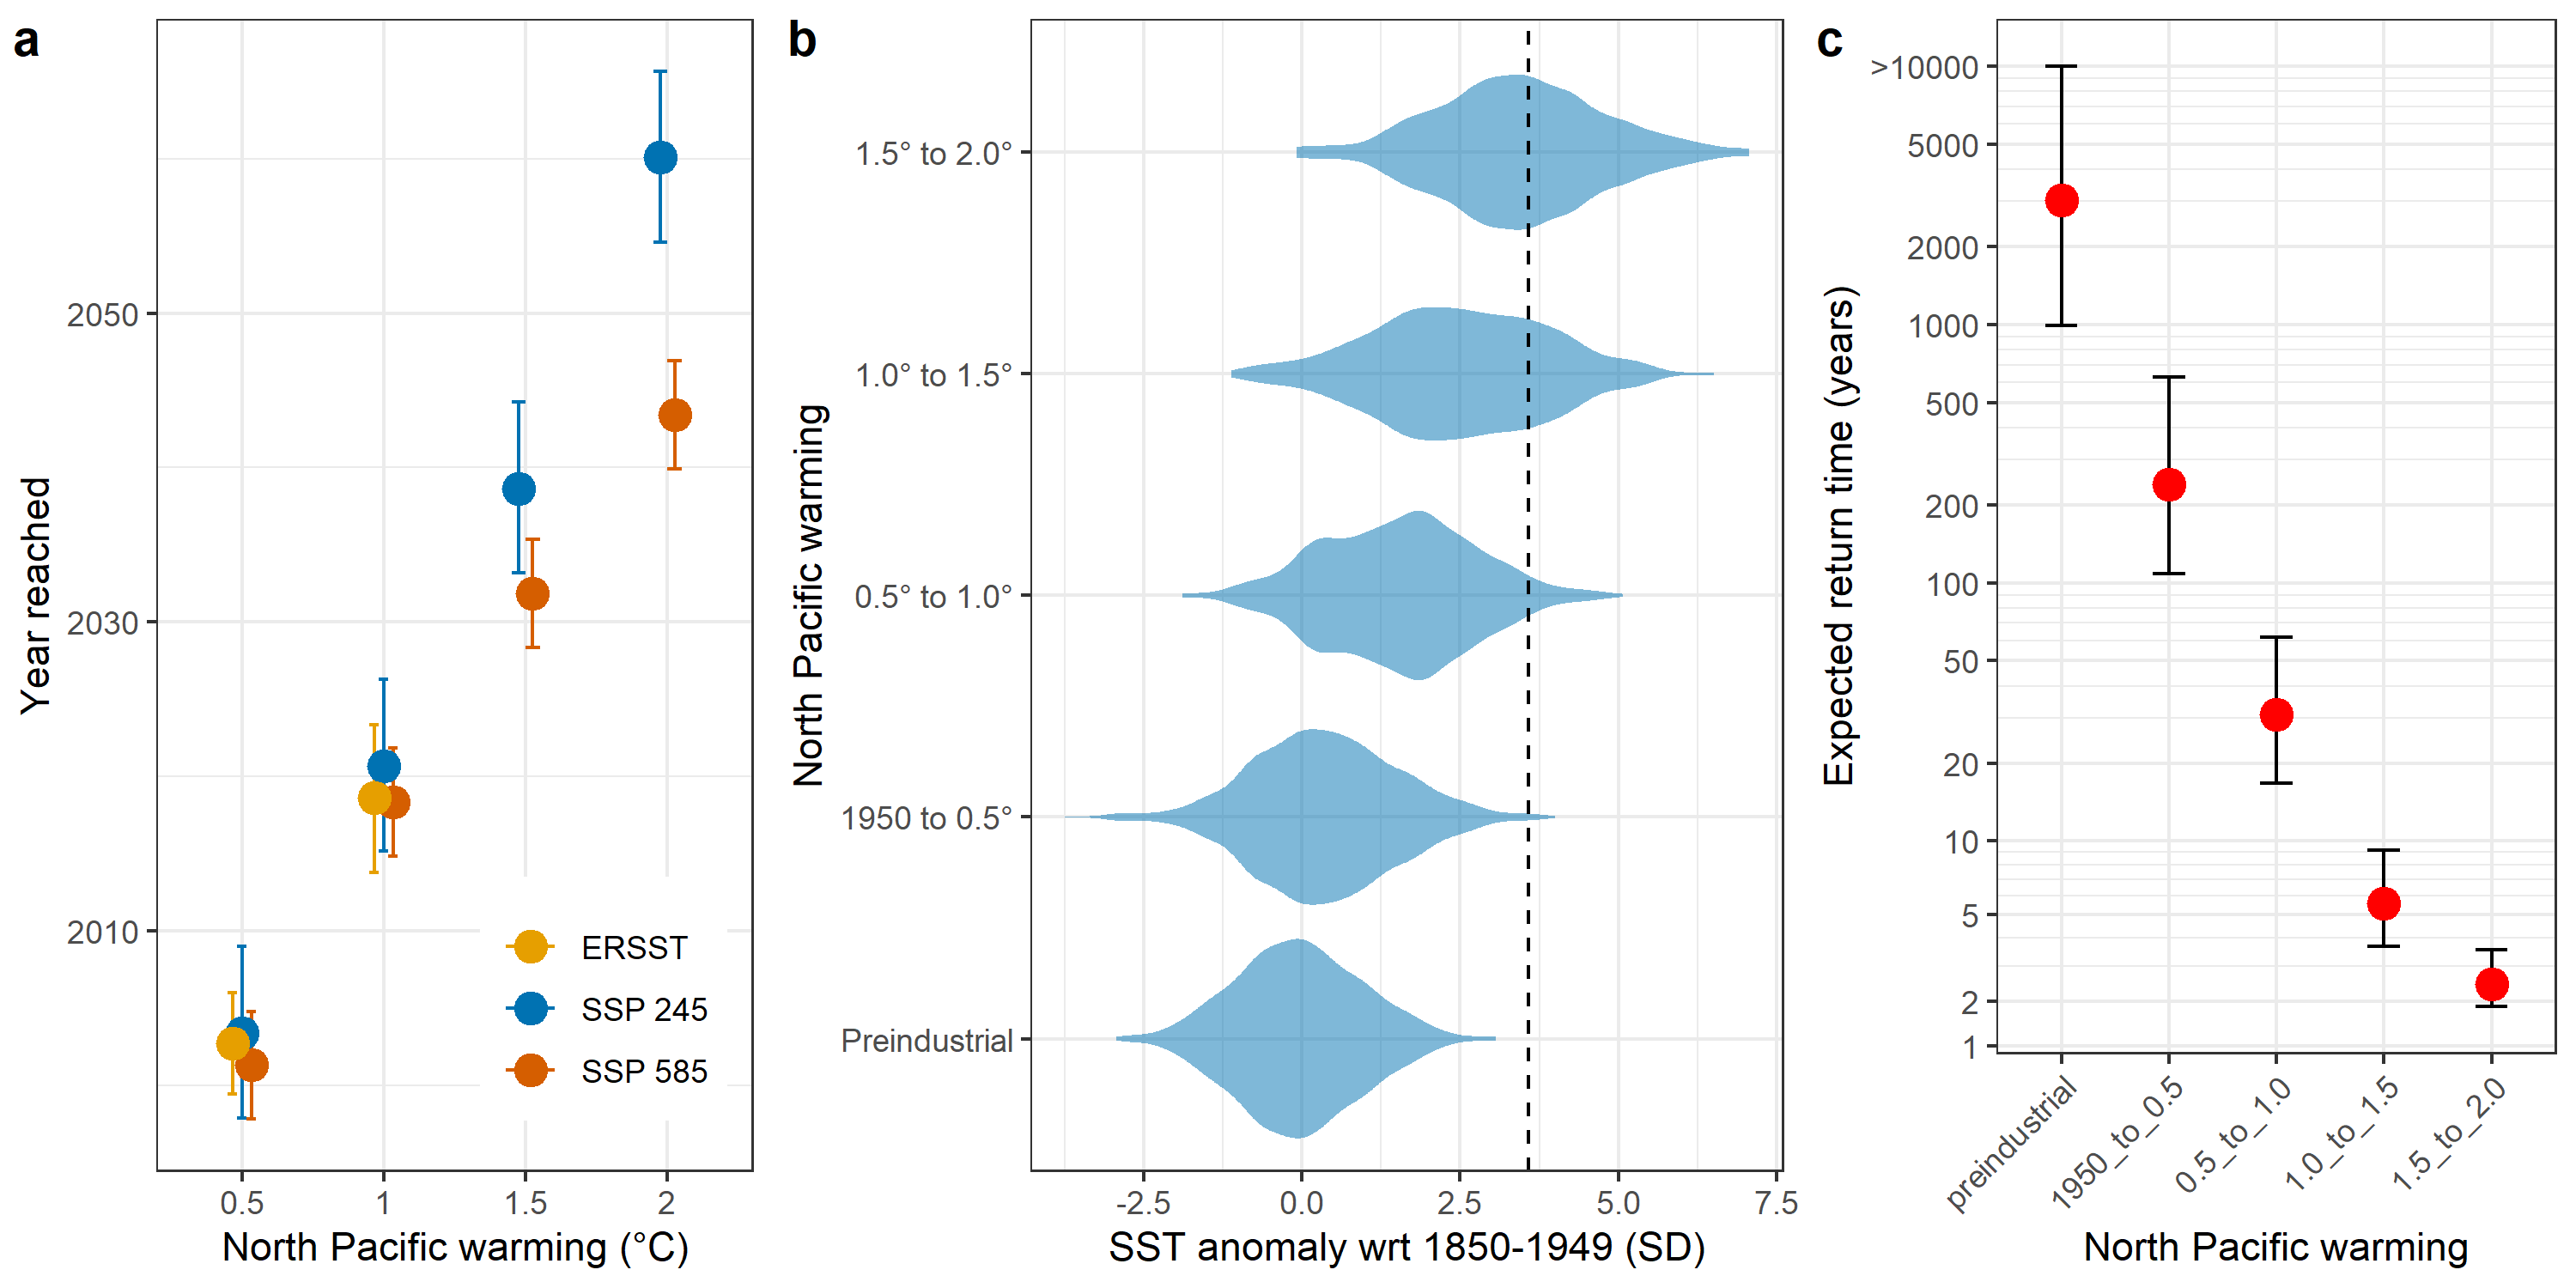 a
Year reached
2050
2030
2010
ERSST
SSP 245
SSP 585
0.5
1
1.5
2
North Pacific warming (°C)
b
North Pacific warming
1.5° to 2.0°
1.0° to 1.5°
0.5° to 1.0°
1950 to 0.5°
Preindustrial
-2.5
0.0
2.5
5.0
7.5
SST anomaly wrt 1850-1949 (SD)
c
Expected return time (years)
>10000
5000
2000
1000
500
200
100
50
20
10
5
2
1
preindustrial
1950_to_0.5
0.5_to_1.0
1.0_to_1.5
1.5_to_2.0
North Pacific warming